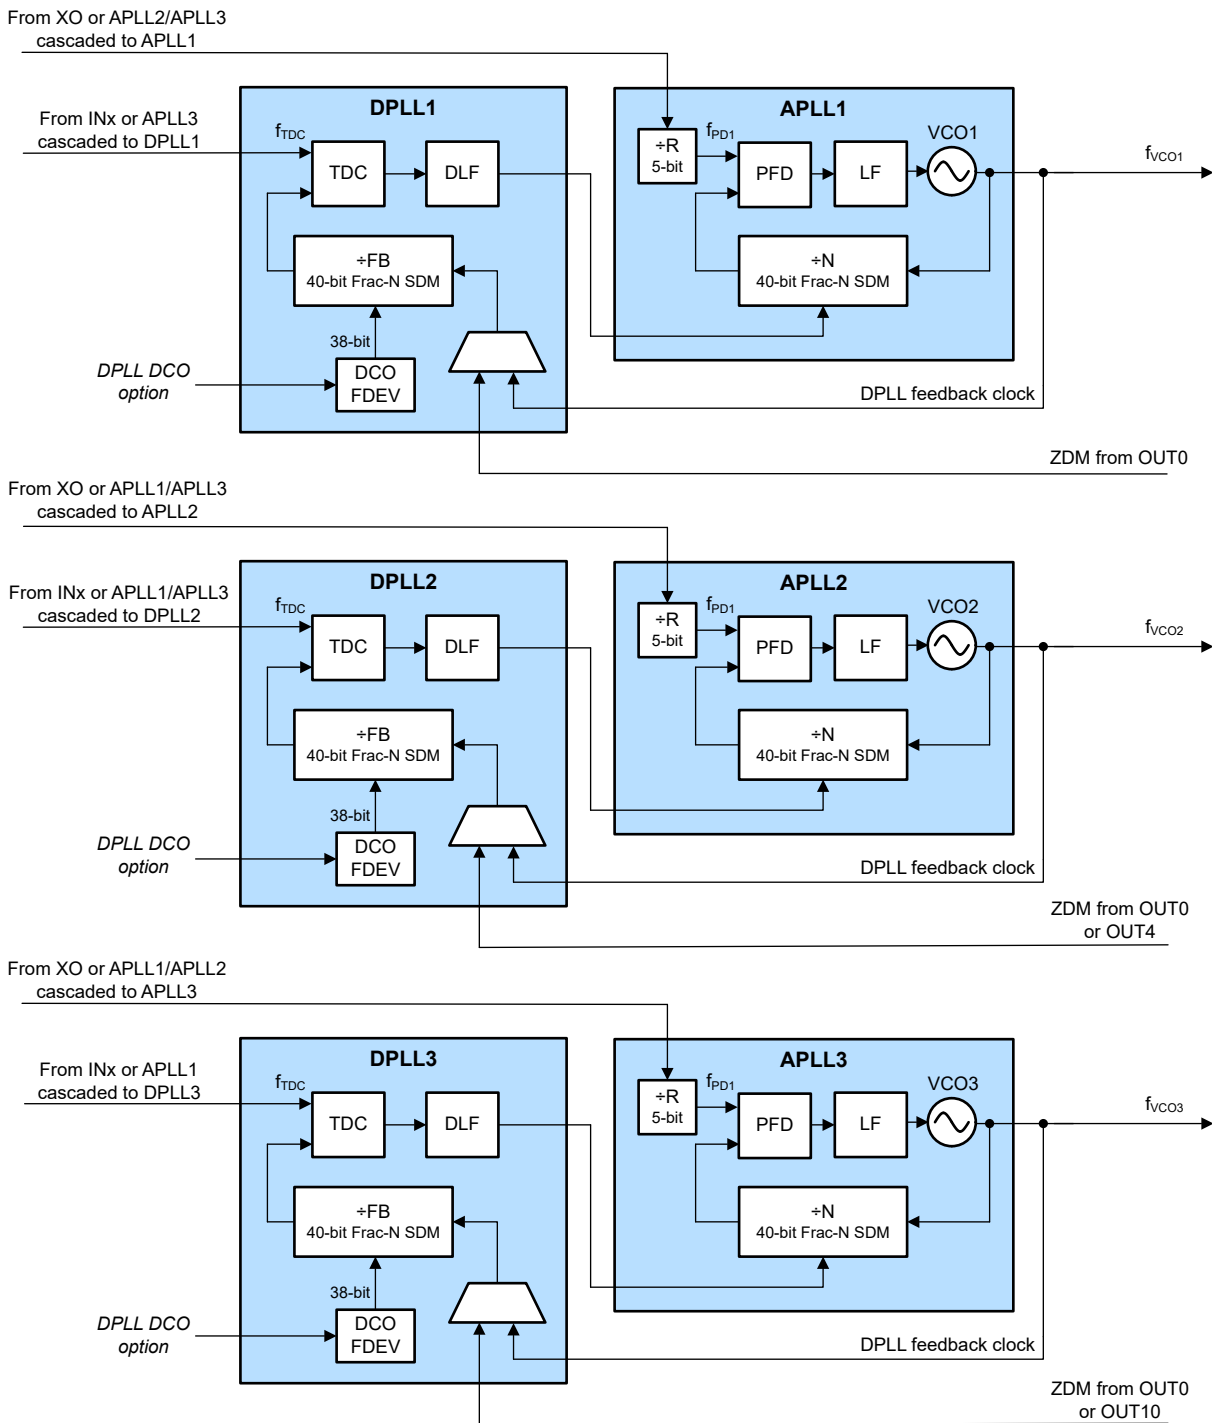 From XO or APLL2/APLL3
cascaded to APLL1
DPLL1
APLL1
From INx or APLL3
cascaded to DPLL1
fTDC
TDC
DLF
÷R
5-bit
fPD1
PFD
LF
VCO1
fVCO1
÷FB
40-bit Frac-N SDM
÷N
40-bit Frac-N SDM
38-bit
DPLL DCO
option
DCO
FDEV
DPLL feedback clock
ZDM from OUT0
From XO or APLL1/APLL3
cascaded to APLL2
DPLL2
APLL2
From INx or APLL1/APLL3
cascaded to DPLL2
fTDC
TDC
DLF
÷R
5-bit
fPD1
PFD
LF
VCO2
fVCO2
÷FB
40-bit Frac-N SDM
÷N
40-bit Frac-N SDM
38-bit
DPLL DCO
option
DCO
FDEV
DPLL feedback clock
ZDM from OUT0
or OUT4
From XO or APLL1/APLL2
cascaded to APLL3
DPLL3
APLL3
From INx or APLL1
cascaded to DPLL3
fTDC
TDC
DLF
÷R
5-bit
fPD1
PFD
LF
VCO3
fVCO3
÷FB
40-bit Frac-N SDM
÷N
40-bit Frac-N SDM
38-bit
DPLL DCO
option
DCO
FDEV
DPLL feedback clock
ZDM from OUT0
or OUT10